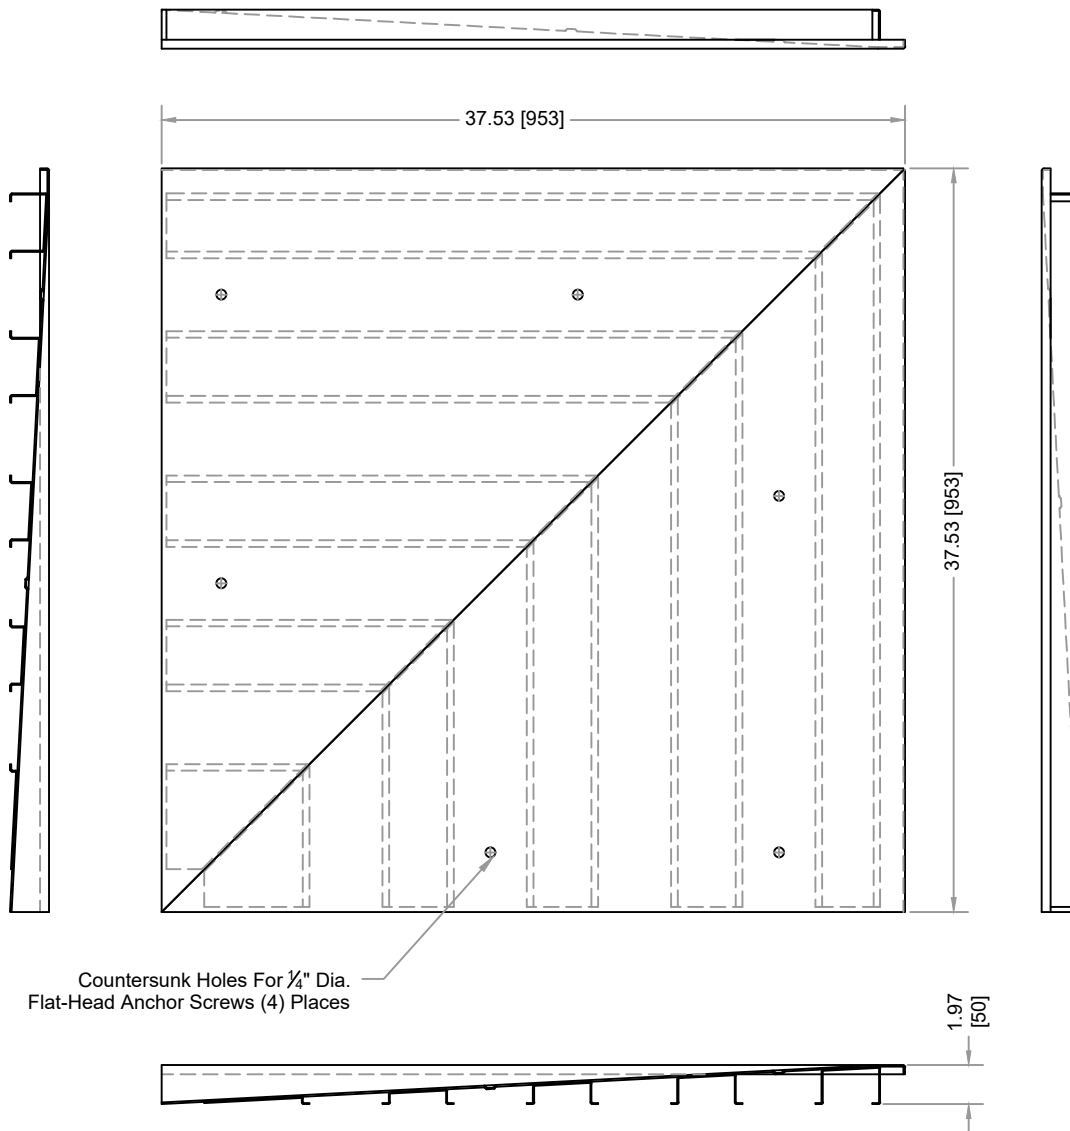 37.53 [953]
37.53 [953]
Countersunk Holes For ¼" Dia.
Flat-Head Anchor Screws (4) Places
1.97
[50]